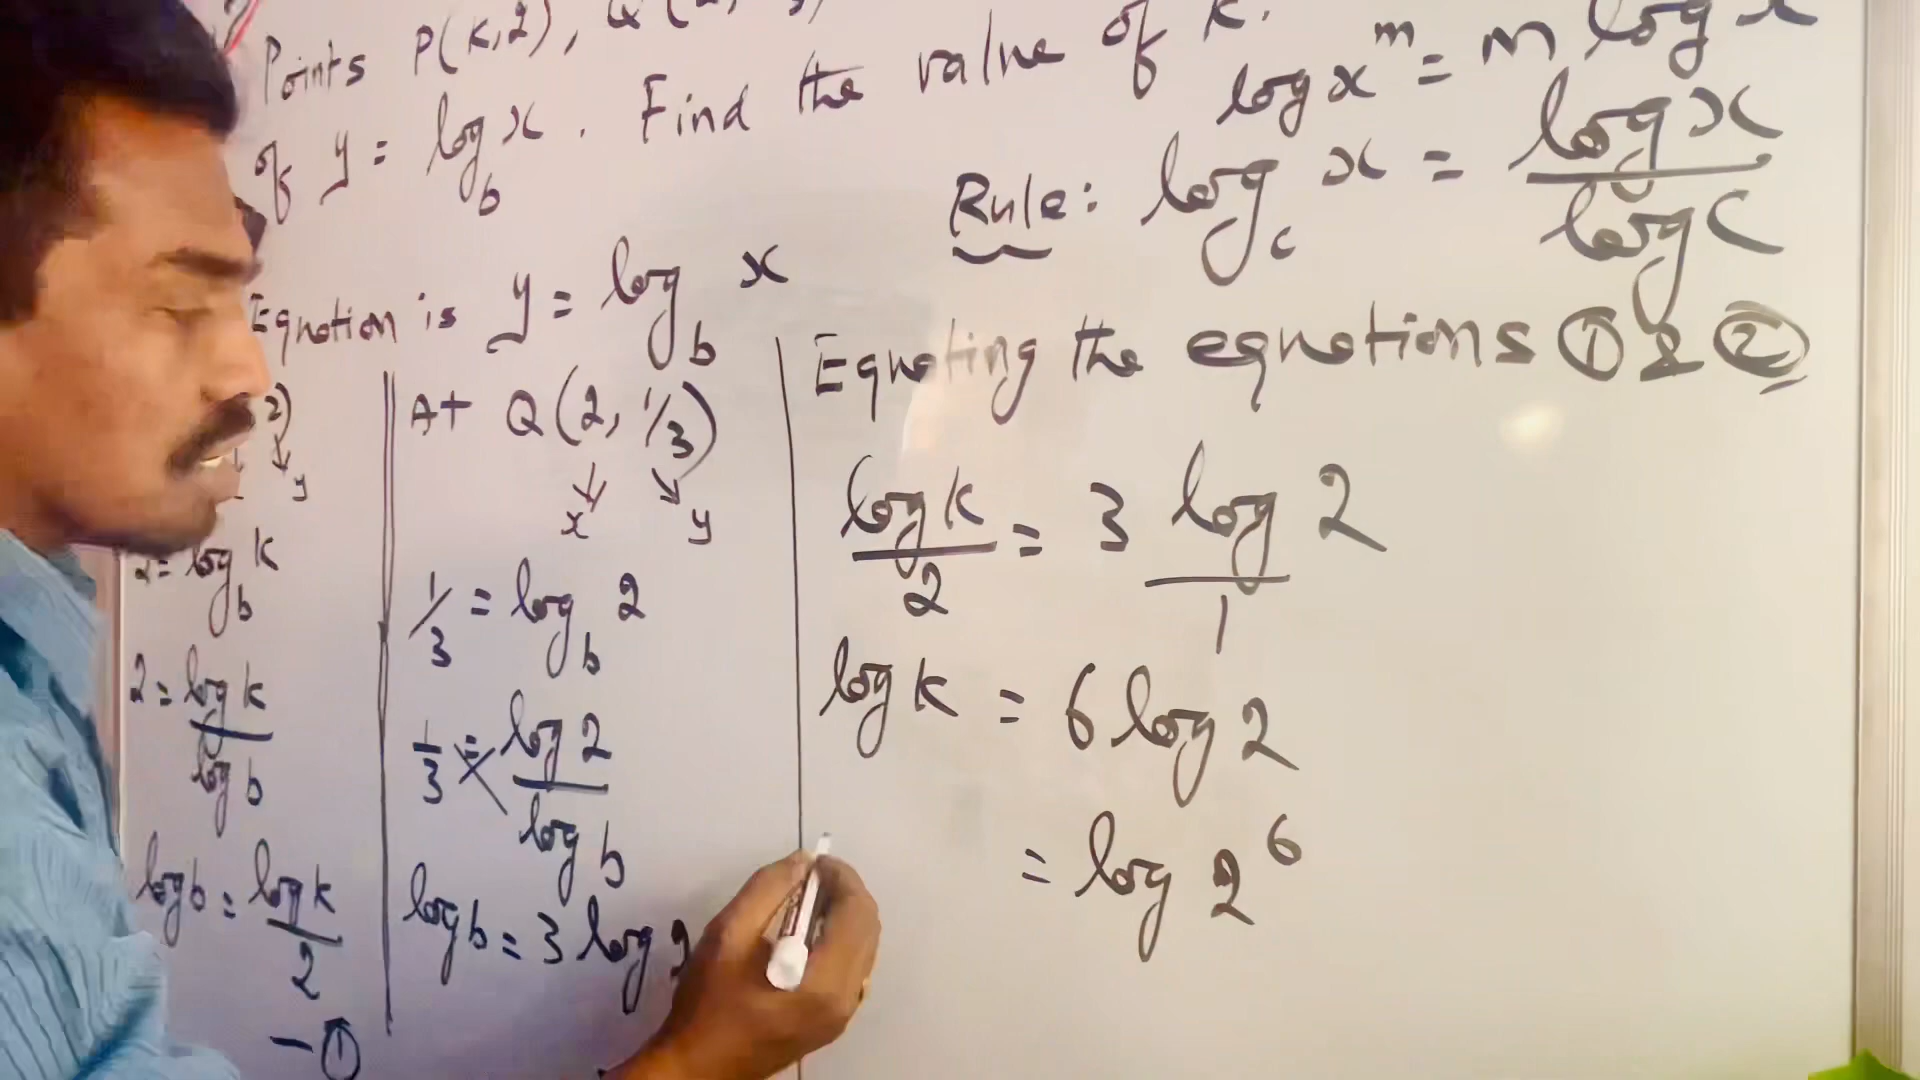 Points P(k,2), Q(2,
of y = log_b x. Find the value of k.
log x^m = m log x
Rule: log_c x = log x / log c
Equation is y = log_b x
2)
y
2 = log_b k
2 = log k / log b
log b = log k / 2
- ①
At Q(2, 1/3)
x y
1/3 = log_b 2
1/3 = log 2 / log b
log b = 3 log 2
Equating the equations ① & ②
log k / 2 = 3 log 2 / 1
log k = 6 log 2
= log 2^6